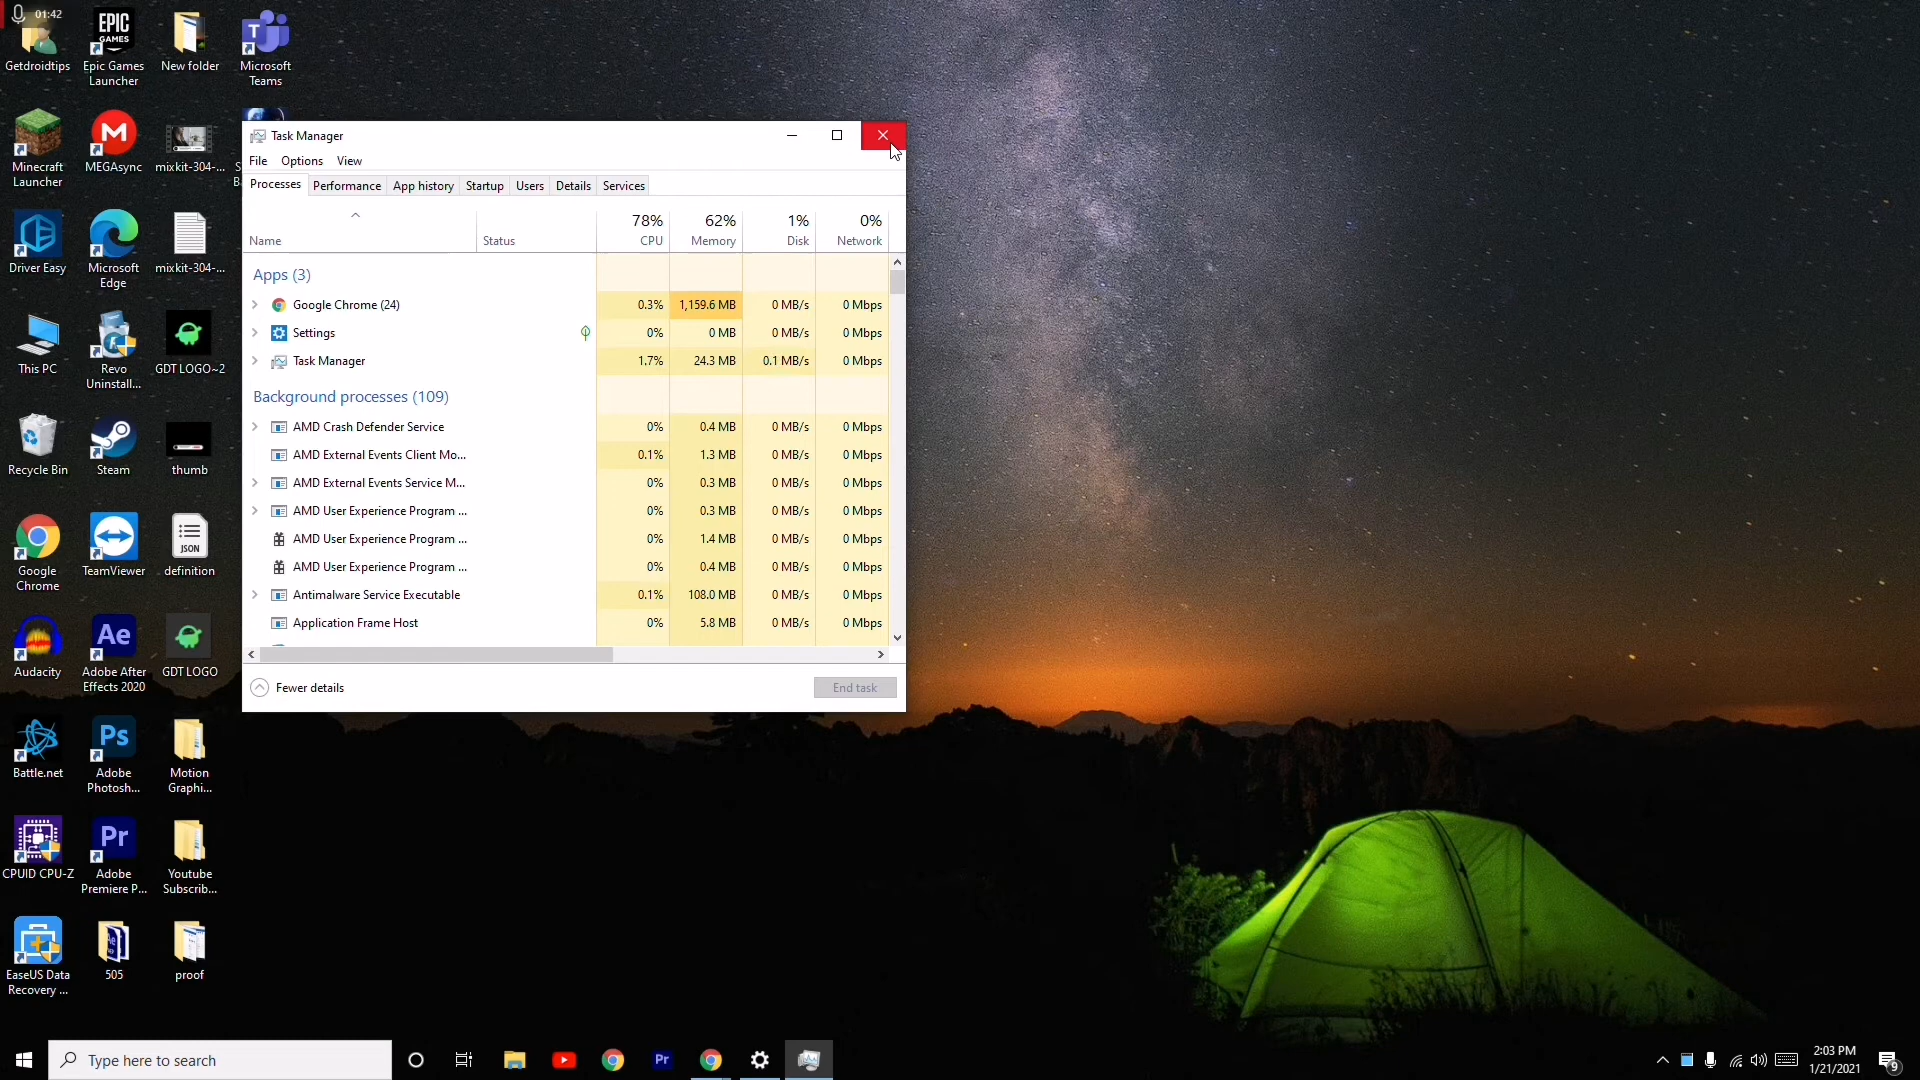 01:42
Getdroidtips
EPIC
GAMES
Epic Games
Launcher
New folder
Microsoft
Teams
Minecraft
Launcher
MEGAsync
mixkit-304-...
Driver Easy
Microsoft
Edge
mixkit-304-...
This PC
Revo
Uninstall...
GDT LOGO~2
Recycle Bin
Steam
thumb
Google
Chrome
TeamViewer
JSON
definition
Audacity
Ae
Adobe After
Effects 2020
GDT LOGO
Battle.net
Ps
Adobe
Photosh...
Motion
Graphi...
CPUID CPU-Z
Pr
Adobe
Premiere P...
Youtube
Subscrib...
EaseUS Data
Recovery ...
505
proof
Task Manager
File Options View
Processes Performance App history Startup Users Details Services
78% 62% 1% 0%
Name Status CPU Memory Disk Network
Apps (3)
Google Chrome (24) 0.3% 1,159.6 MB 0 MB/s 0 Mbps
Settings 0% 0 MB 0 MB/s 0 Mbps
Task Manager 1.7% 24.3 MB 0.1 MB/s 0 Mbps
Background processes (109)
AMD Crash Defender Service 0% 0.4 MB 0 MB/s 0 Mbps
AMD External Events Client Mo... 0.1% 1.3 MB 0 MB/s 0 Mbps
AMD External Events Service M... 0% 0.3 MB 0 MB/s 0 Mbps
AMD User Experience Program ... 0% 0.3 MB 0 MB/s 0 Mbps
AMD User Experience Program ... 0% 1.4 MB 0 MB/s 0 Mbps
AMD User Experience Program ... 0% 0.4 MB 0 MB/s 0 Mbps
Antimalware Service Executable 0.1% 108.0 MB 0 MB/s 0 Mbps
Application Frame Host 0% 5.8 MB 0 MB/s 0 Mbps
Fewer details End task
Type here to search
Pr
2:03 PM
1/21/2021
9